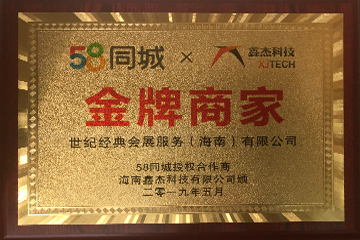 58同城 × 鑫杰科技
XJTECH
金牌商家
世纪经典会展服务(海南)有限公司
58同城授权合作商
海南鑫杰科技有限公司颁
二零一九年五月